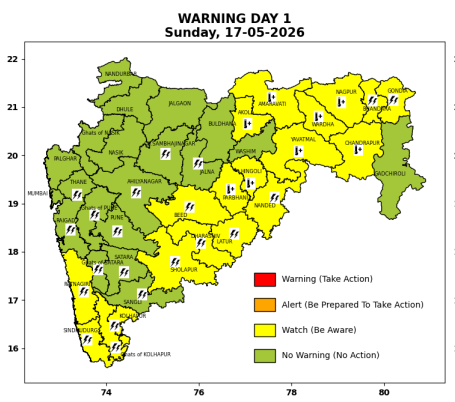 WARNING DAY 1
Sunday, 17-05-2026
22
21
20
19
18
17
16
74
76
78
80
NANDURBAR
DHULE
JALGAON
Ghats of NASIK
NASIK
BULDHANA
AKOLA
AMARAVATI
NAGPUR
GONDIA
BHANDARA
WARDHA
WASHIM
YAVATMAL
CHANDRAPUR
GADCHIROLI
PALGHAR
SAMBHAJINAGAR
JALNA
HINGOLI
THANE
AHILYANAGAR
PARBHANI
MUMBAI
NANDED
BEED
RAIGAD
Ghats of PUNE
PUNE
DHARASHIV
LATUR
SATARA
Ghats of SATARA
SHOLAPUR
RATNAGIRI
SANGLI
KOLHAPUR
SINDHUDURG
Ghats of KOLHAPUR
Warning (Take Action)
Alert (Be Prepared To Take Action)
Watch (Be Aware)
No Warning (No Action)